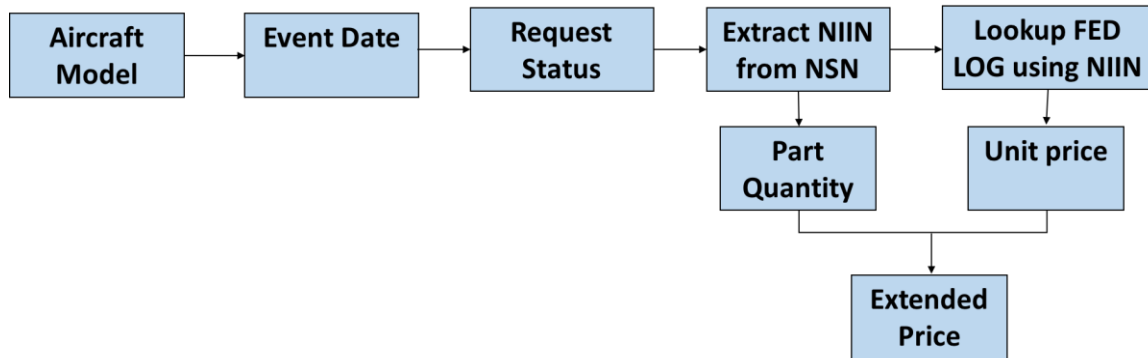 Aircraft
Model
Event Date
Request
Status
Extract NIIN
from NSN
Lookup FED
LOG using NIIN
Part
Quantity
Unit price
Extended
Price